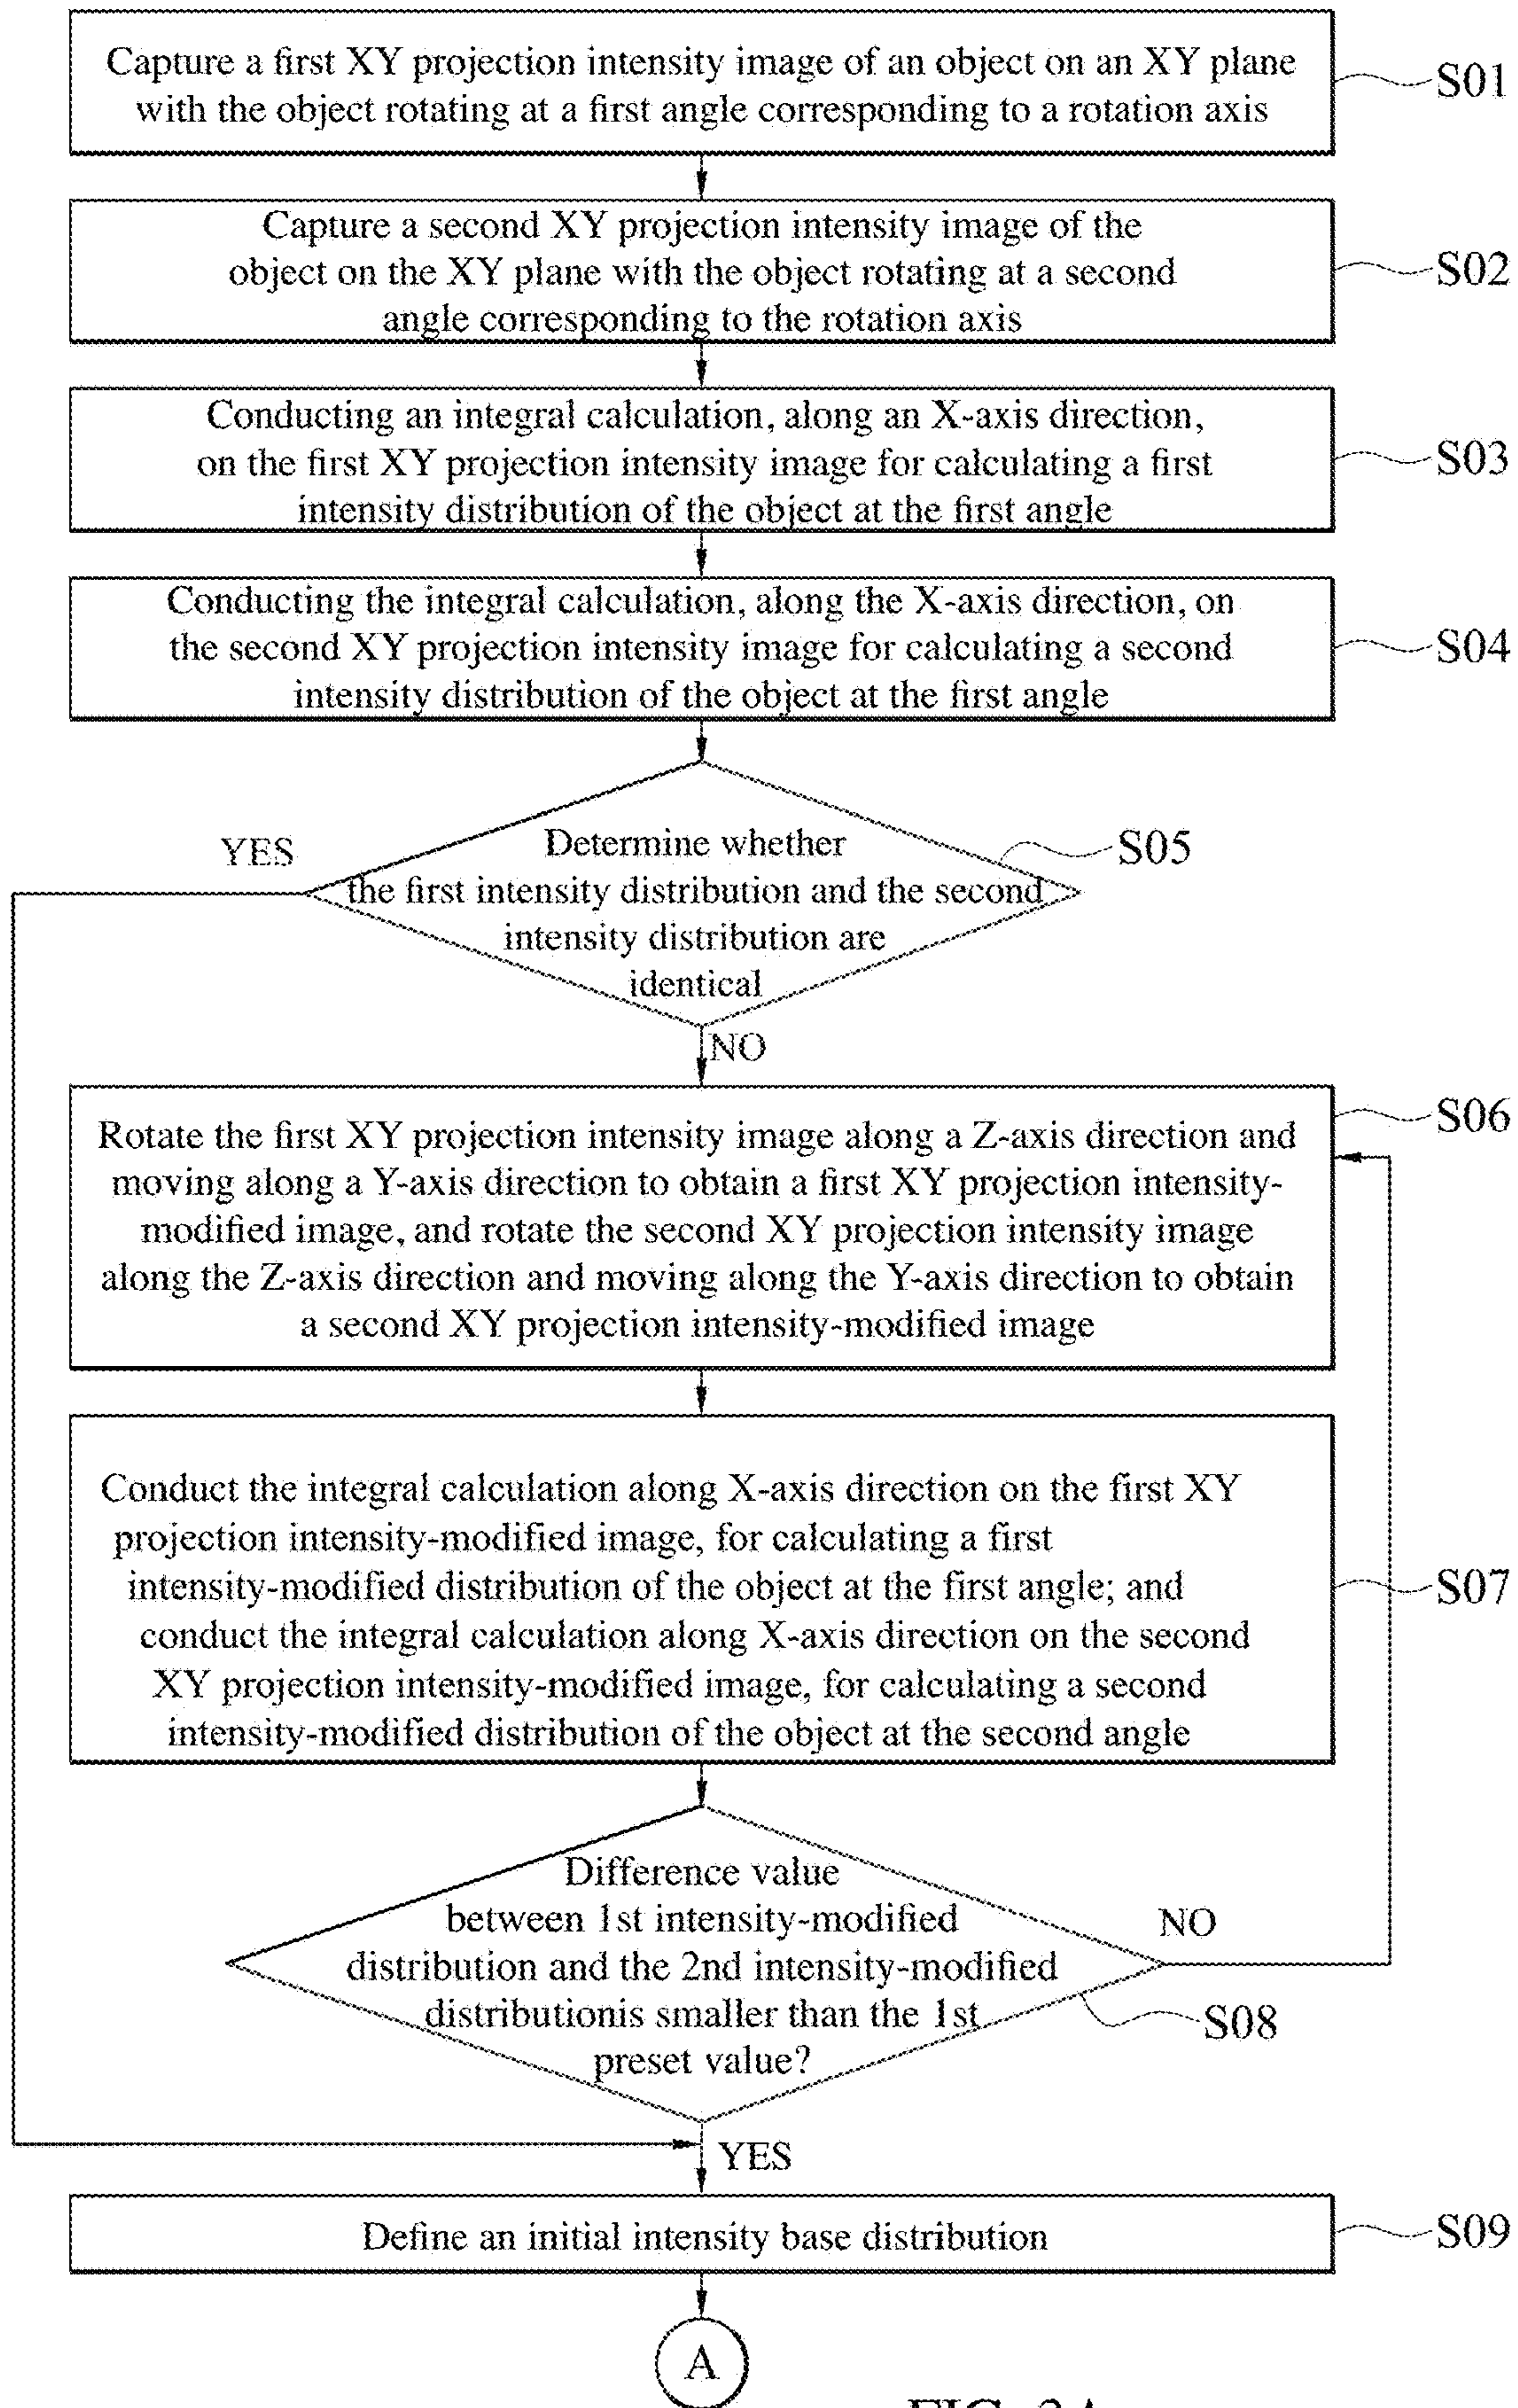 Capture a first XY projection intensity image of an object on an XY plane
with the object rotating at a first angle corresponding to a rotation axis
S01
Capture a second XY projection intensity image of the
object on the XY plane with the object rotating at a second
angle corresponding to the rotation axis
S02
Conducting an integral calculation, along an X-axis direction,
on the first XY projection intensity image for calculating a first
intensity distribution of the object at the first angle
S03
Conducting the integral calculation, along the X-axis direction, on
the second XY projection intensity image for calculating a second
intensity distribution of the object at the first angle
S04
YES
Determine whether
the first intensity distribution and the second
intensity distribution are
identical
S05
NO
Rotate the first XY projection intensity image along a Z-axis direction and
moving along a Y-axis direction to obtain a first XY projection intensity-
modified image, and rotate the second XY projection intensity image
along the Z-axis direction and moving along the Y-axis direction to obtain
a second XY projection intensity-modified image
S06
Conduct the integral calculation along X-axis direction on the first XY
projection intensity-modified image, for calculating a first
intensity-modified distribution of the object at the first angle; and
conduct the integral calculation along X-axis direction on the second
XY projection intensity-modified image, for calculating a second
intensity-modified distribution of the object at the second angle
S07
Difference value
between 1st intensity-modified
distribution and the 2nd intensity-modified
distributionis smaller than the 1st
preset value?
NO
S08
YES
Define an initial intensity base distribution
S09
A